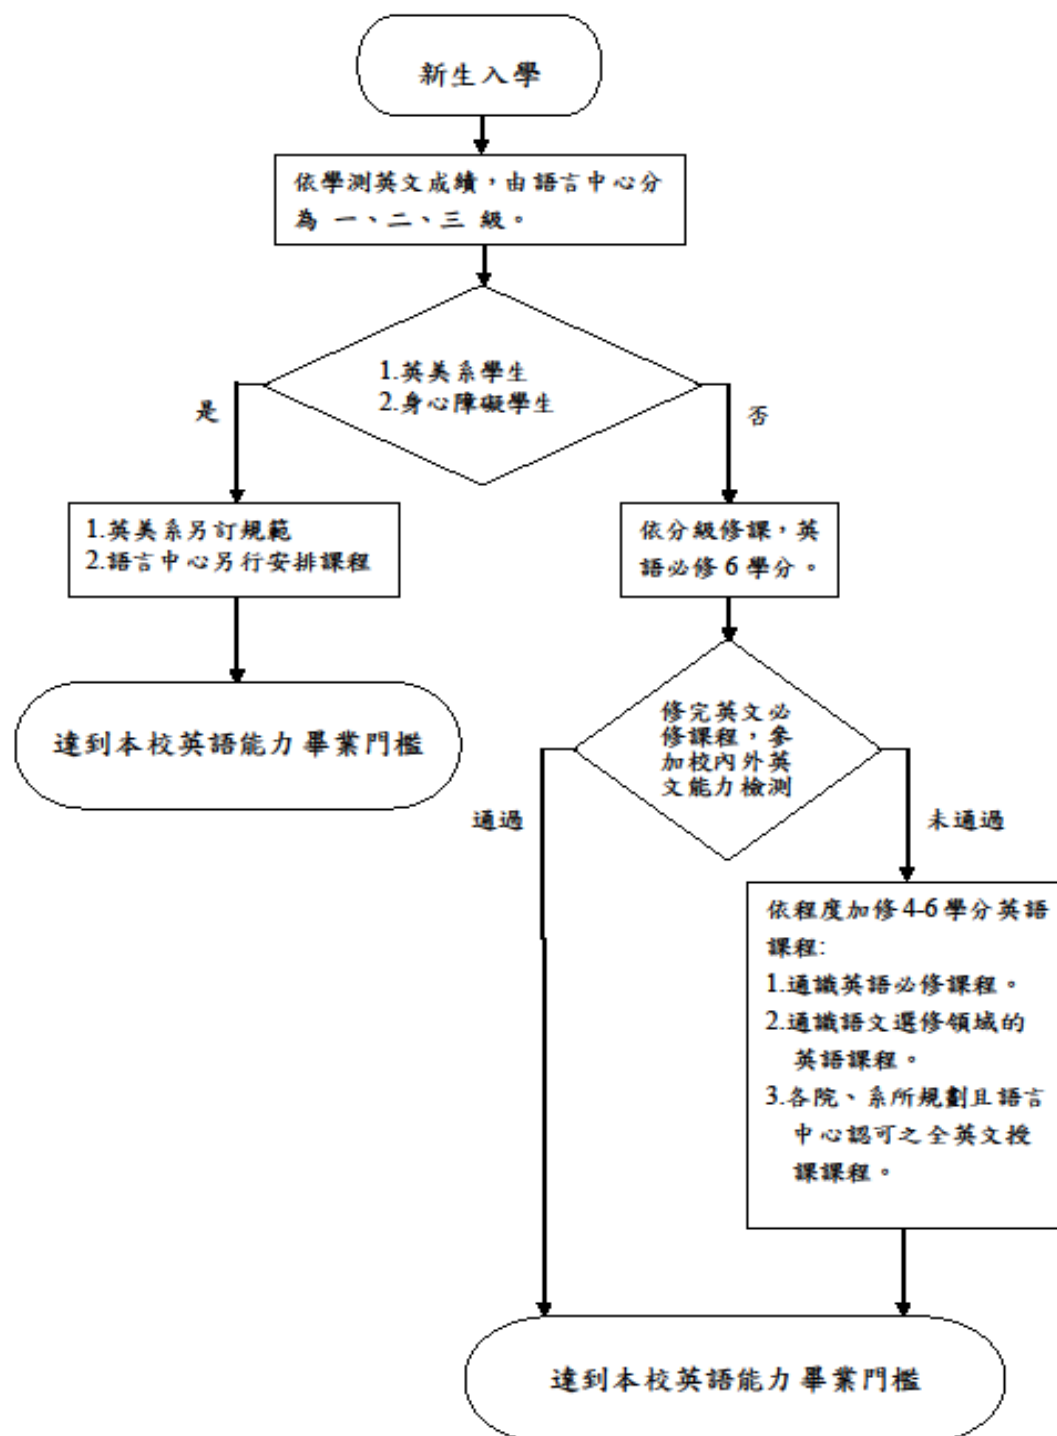 新生入學
依學測英文成績，由語言中心分
為 一、二、三 級。
1.英美系學生
2.身心障礙學生
是
否
1.英美系另訂規範
2.語言中心另行安排課程
依分級修課，英
語必修 6 學分。
達到本校英語能力畢業門檻
修完英文必
修課程，參
加校內外英
文能力檢測
通過
未通過
依程度加修 4-6 學分英語
課程:
1.通識英語必修課程。
2.通識語文選修領域的
英語課程。
3.各院、系所規劃且語言
中心認可之全英文授
課課程。
達到本校英語能力畢業門檻